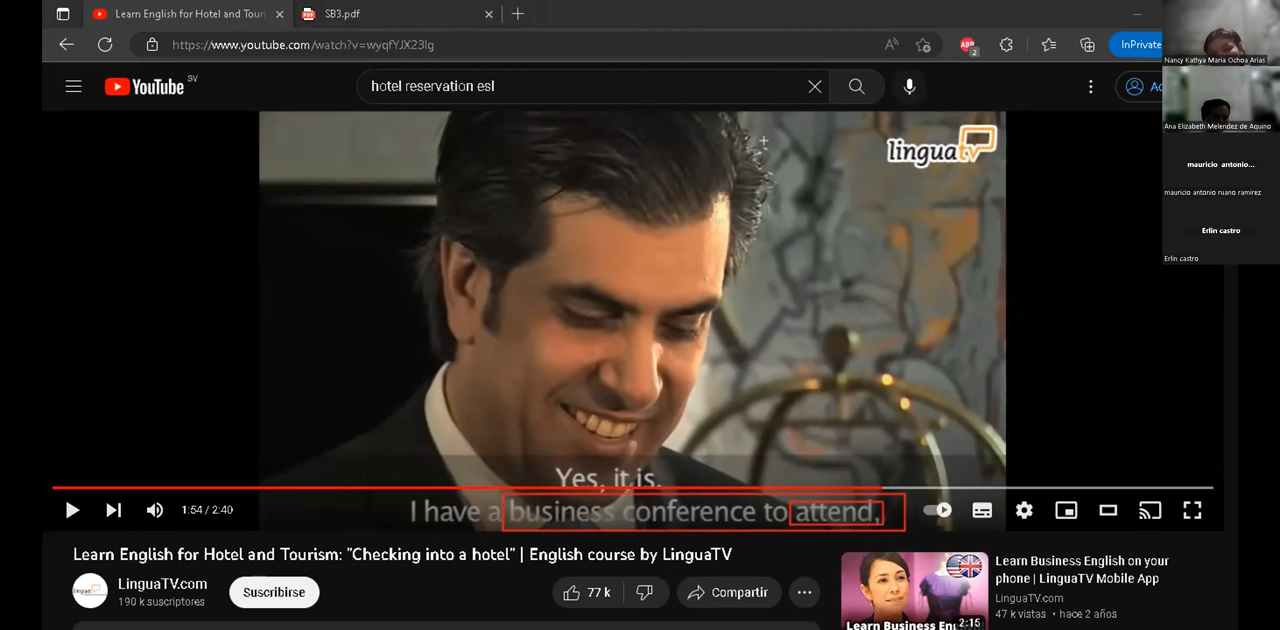 Learn English for Hotel and Touri
SB3.pdf
https://www.youtube.com/watch?v=wyqfYJX23lg
InPrivate
YouTube SV
hotel reservation esl
lingua tv
Nancy Kathya Maria Ochoa Arias
Ana Elizabeth Melendez de Aquino
mauricio antonio...
mauricio antonio ruano ramirez
Erlin castro
Erlin castro
Yes, it is.
I have a business conference to attend,
1:54 / 2:40
Learn English for Hotel and Tourism: "Checking into a hotel" | English course by LinguaTV
LinguaTV.com
190 k suscriptores
Suscribirse
77 k
Compartir
Learn Business English on your
phone | LinguaTV Mobile App
LinguaTV.com
47 k vistas • hace 2 años
2:16